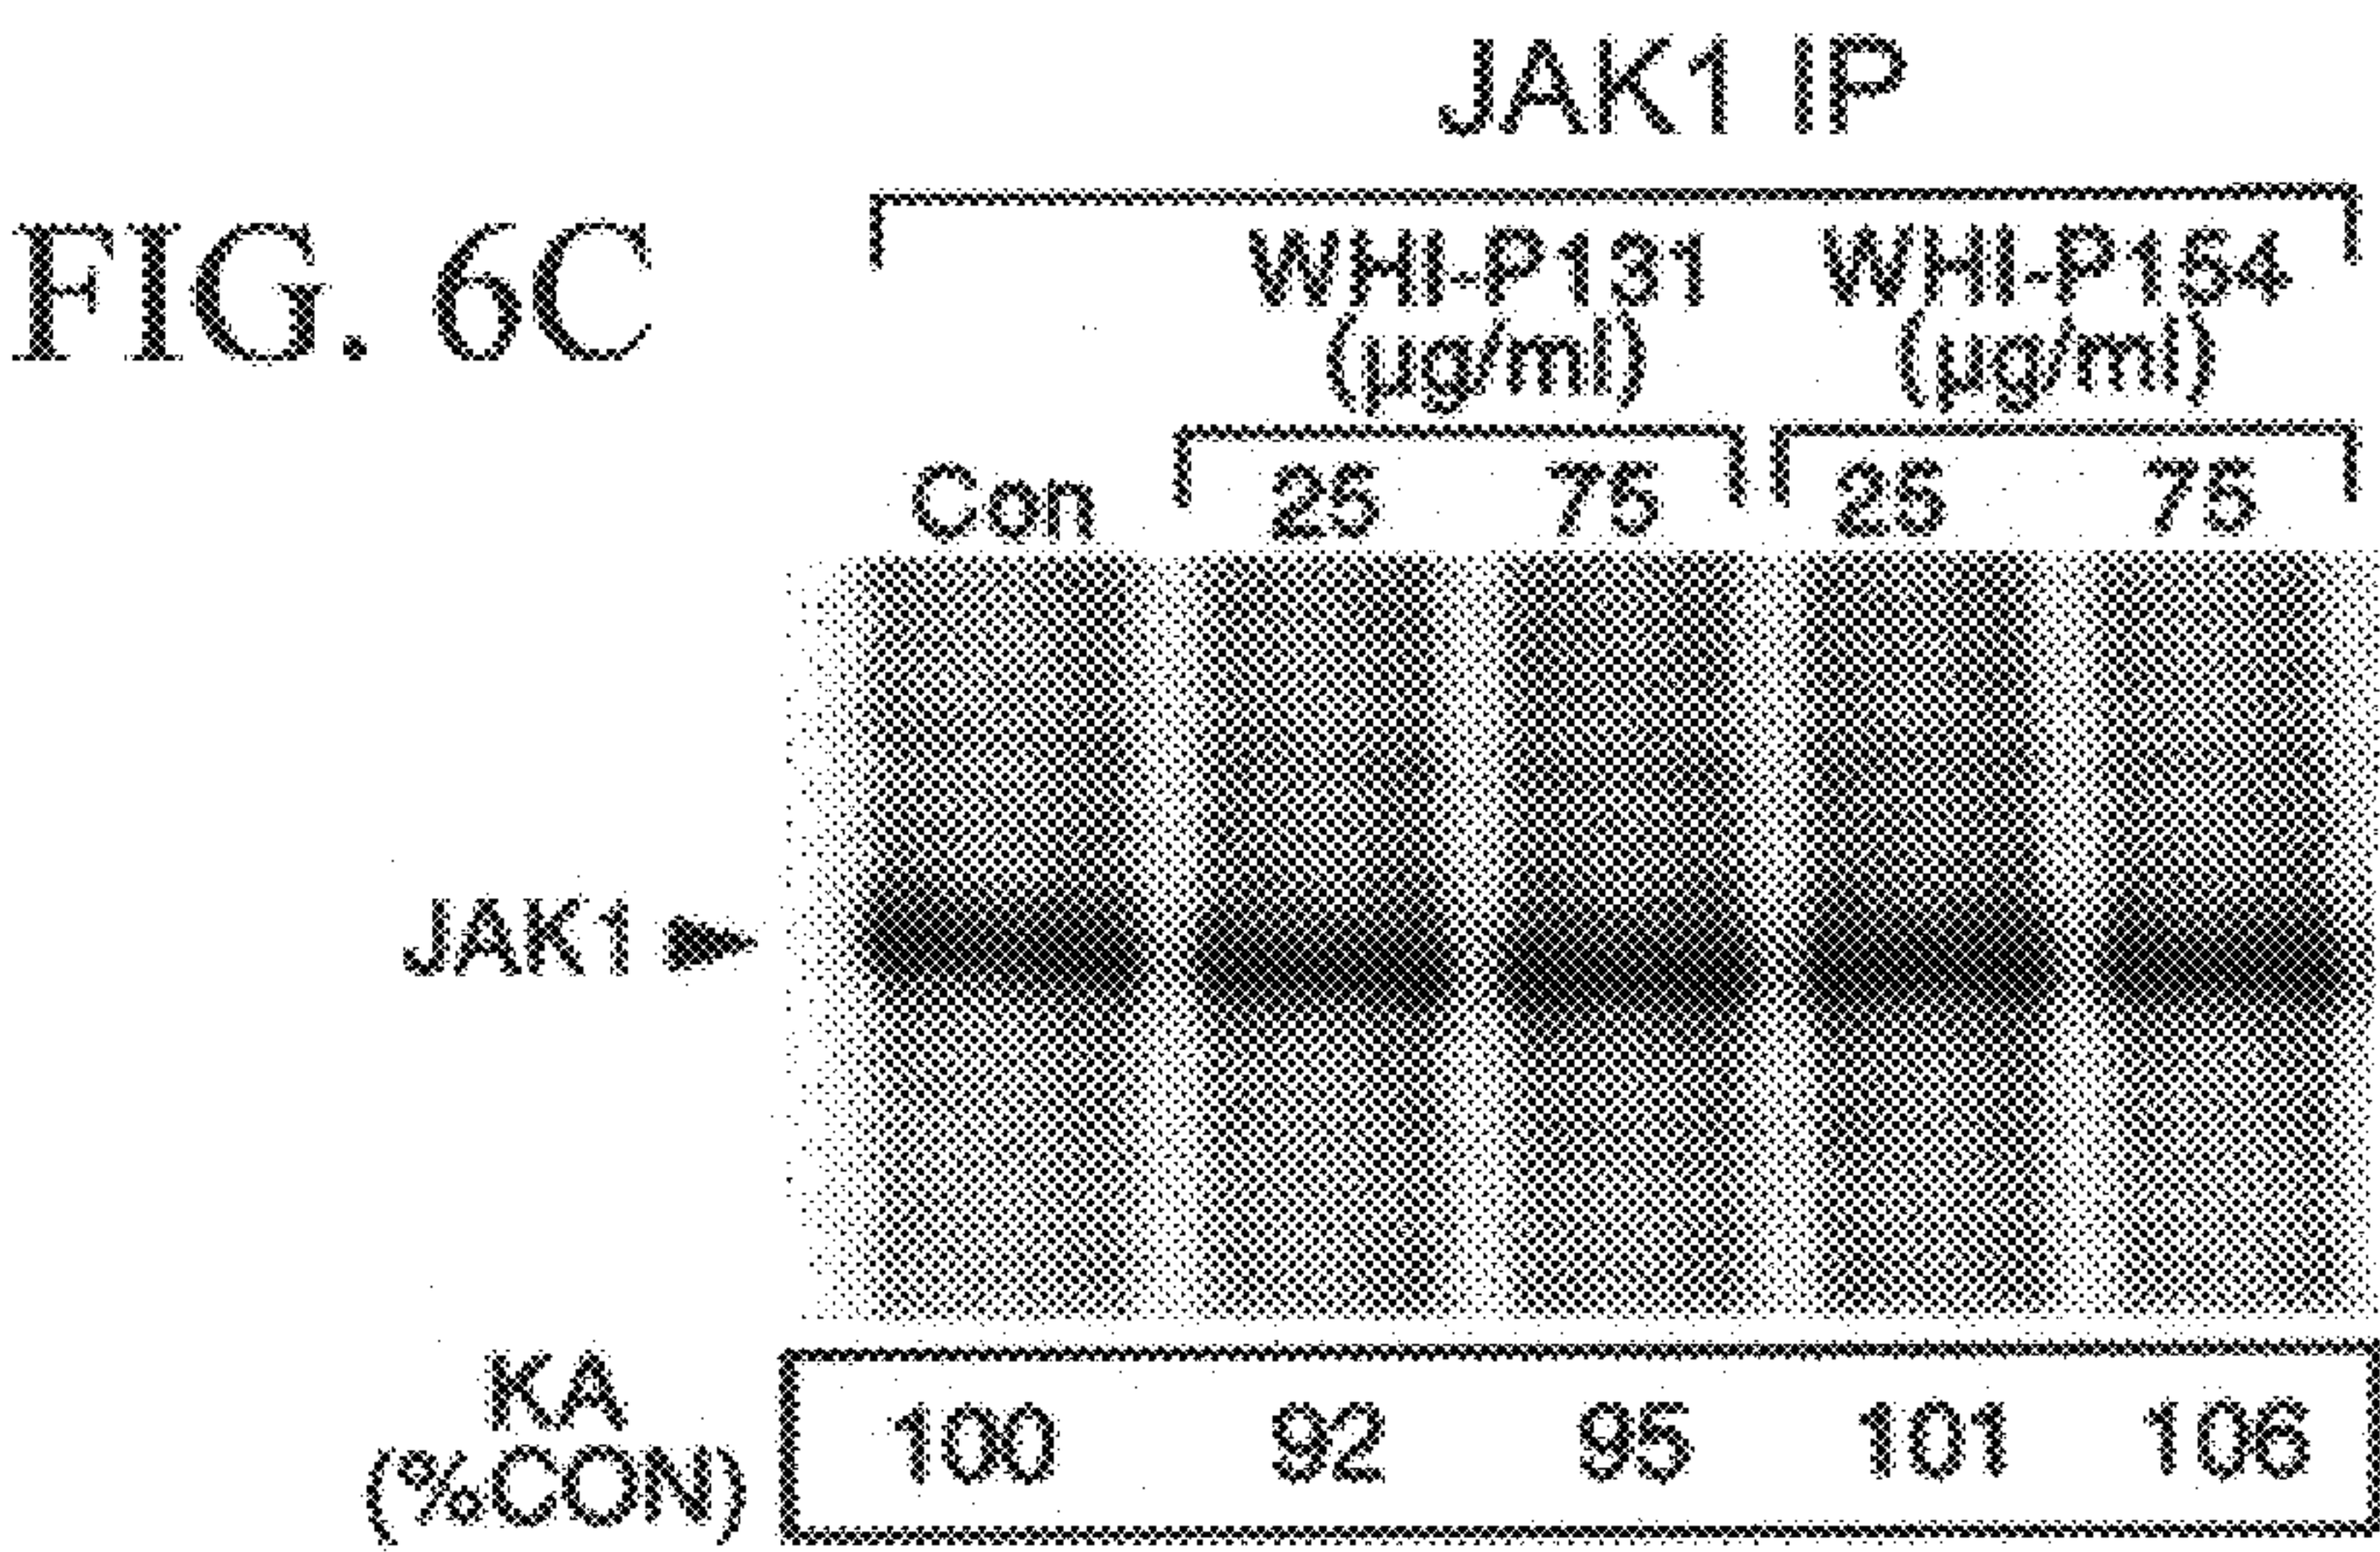 JAK1 IP
FIG. 6C
WHI-P131 WHI-P154
(µg/ml) (µg/ml)
Con 25 75 25 75
JAK1
KA
(%CON)
100 92 95 101 106